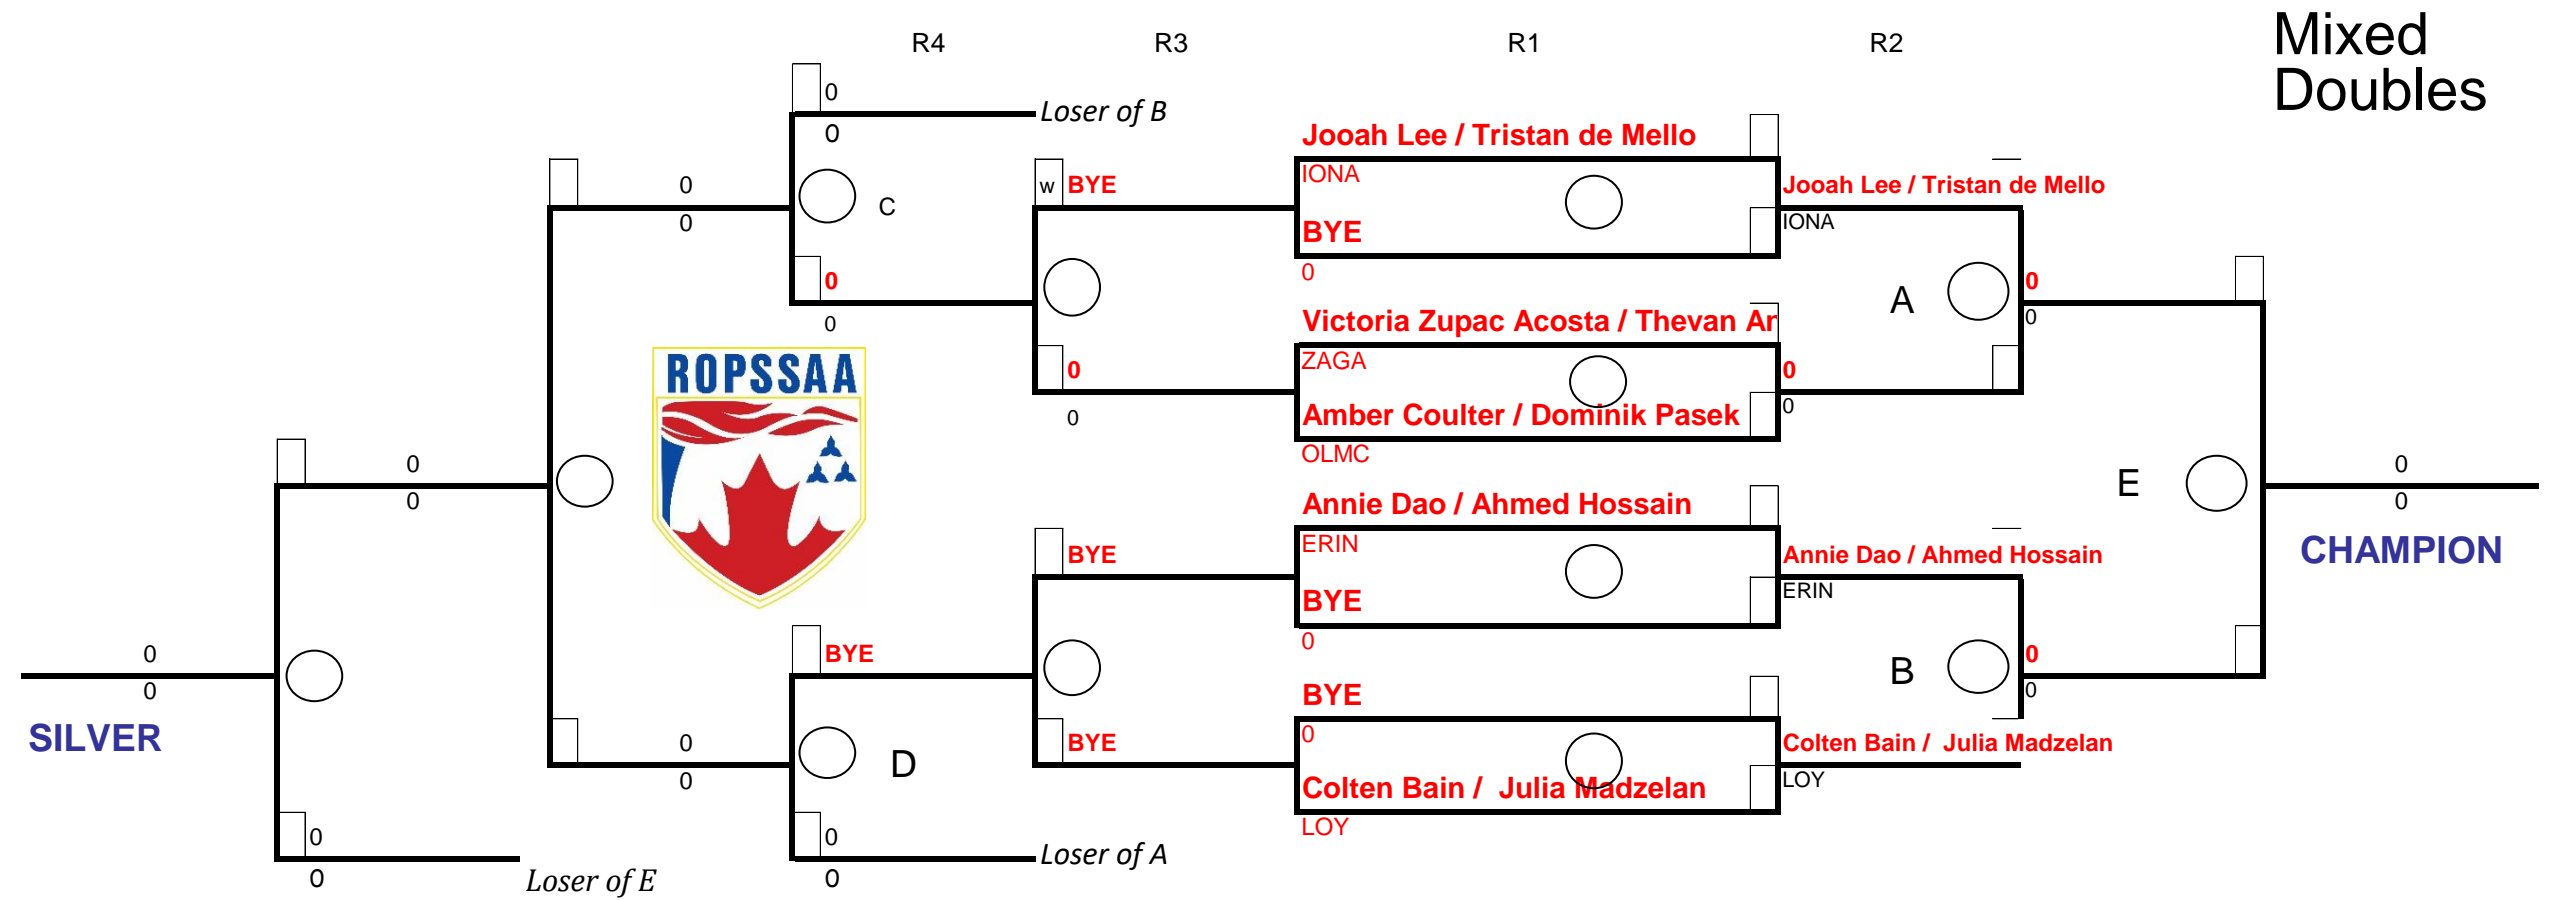 Mixed
Doubles
R4 R3 R1 R2
0
Loser of B
0
Jooah Lee / Tristan de Mello
IONA
0
w BYE
Jooah Lee / Tristan de Mello
C
0
IONA
BYE
0
0
0
A
0
0
0
Victoria Zupac Acosta / Thevan
ZAGA
ROPSSAA
0
0
0
0
Amber Coulter / Dominik Pasek
OLMC
0
0
E
0
0
Annie Dao / Ahmed Hossain
ERIN
CHAMPION
BYE
Annie Dao / Ahmed Hossain
ERIN
BYE
0
0
0
BYE
B
0
0
BYE
0
SILVER
0
0
BYE
Colten Bain / Julia Madzelan
LOY
D
Colten Bain / Julia Madzelan
LOY
0
0
0
0
Loser of A
Loser of E